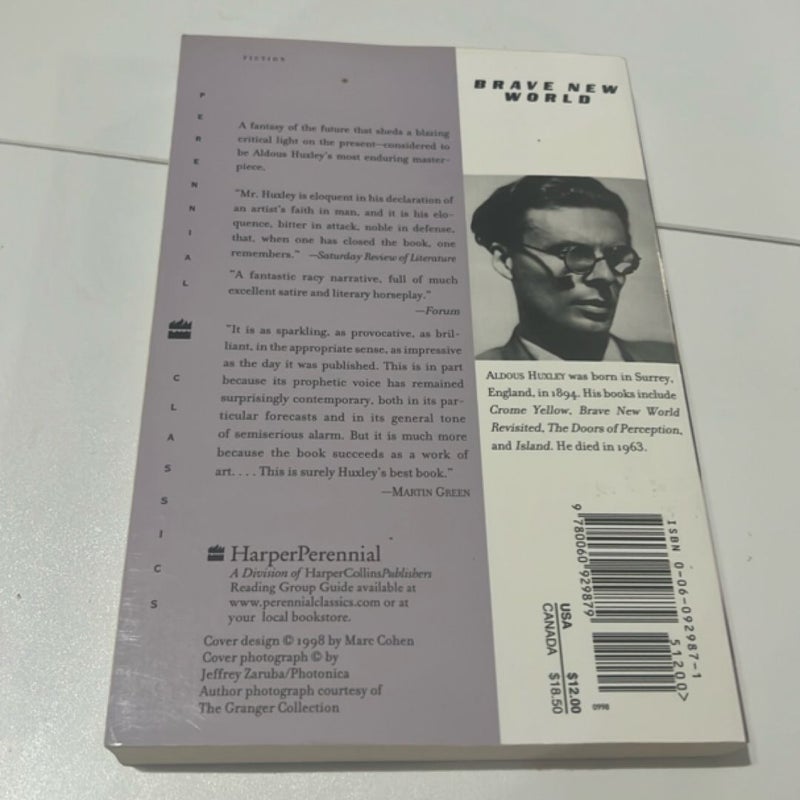 FICTION
PERENNIAL
CLASSICS
A fantasy of the future that sheds a blazing
critical light on the present—considered to
be Aldous Huxley's most enduring master-
piece.
"Mr. Huxley is eloquent in his declaration of
an artist's faith in man, and it is his elo-
quence, bitter in attack, noble in defense,
that, when one has closed the book, one
remembers." —Saturday Review of Literature
"A fantastic racy narrative, full of much
excellent satire and literary horseplay."
—Forum
"It is as sparkling, as provocative, as bril-
liant, in the appropriate sense, as impressive
as the day it was published. This is in part
because its prophetic voice has remained
surprisingly contemporary, both in its par-
ticular forecasts and in its general tone
of semiserious alarm. But it is much more
because the book succeeds as a work of
art. . . . This is surely Huxley's best book."
—MARTIN GREEN
HarperPerennial
A Division of HarperCollinsPublishers
Reading Group Guide available at
www.perennialclassics.com or at
your local bookstore.
Cover design © 1998 by Marc Cohen
Cover photograph © by
Jeffrey Zaruba/Photonica
Author photograph courtesy of
The Granger Collection
BRAVE NEW
WORLD
ALDOUS HUXLEY was born in Surrey,
England, in 1894. His books include
Crome Yellow, Brave New World
Revisited, The Doors of Perception,
and Island. He died in 1963.
ISBN 0-06-092987-1
51200>
9 780060 929879
USA $12.00
CANADA $18.50
0998